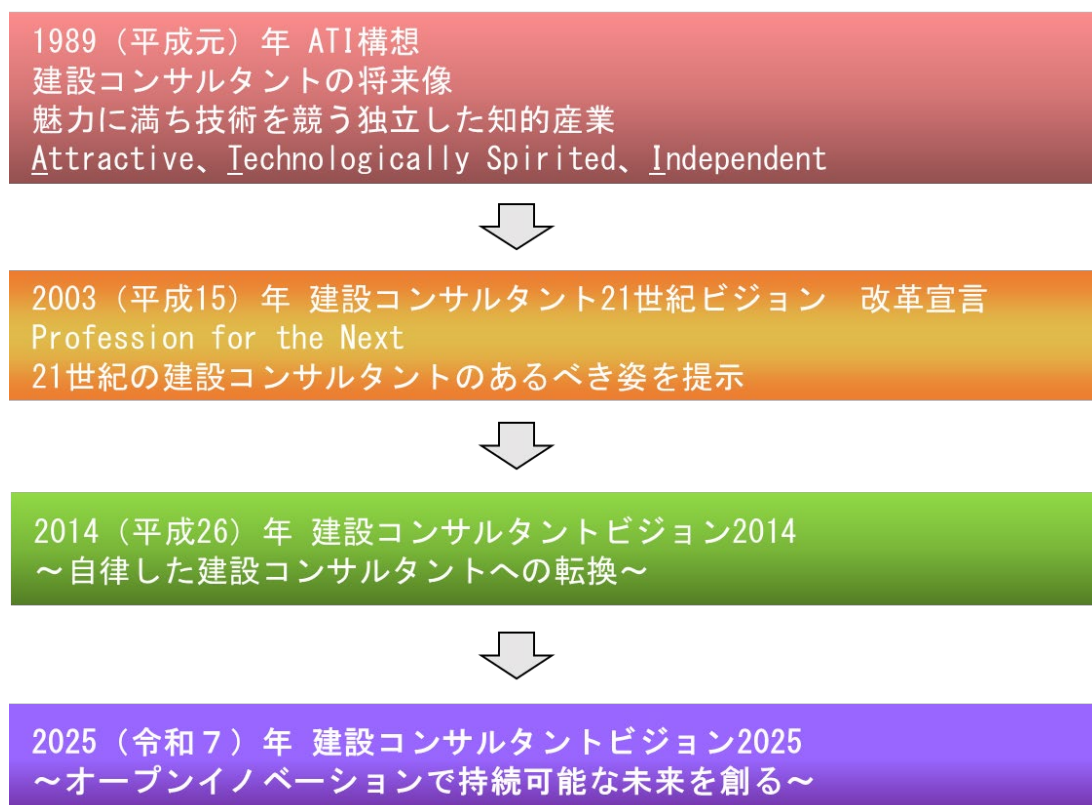 1989（平成元）年 ATI構想
建設コンサルタントの将来像
魅力に満ち技術を競う独立した知的産業
Attractive、Technologically Spirited、Independent
2003（平成15）年 建設コンサルタント21世紀ビジョン　改革宣言
Profession for the Next
21世紀の建設コンサルタントのあるべき姿を提示
2014（平成26）年 建設コンサルタントビジョン2014
～自律した建設コンサルタントへの転換～
2025（令和７）年 建設コンサルタントビジョン2025
～オープンイノベーションで持続可能な未来を創る～